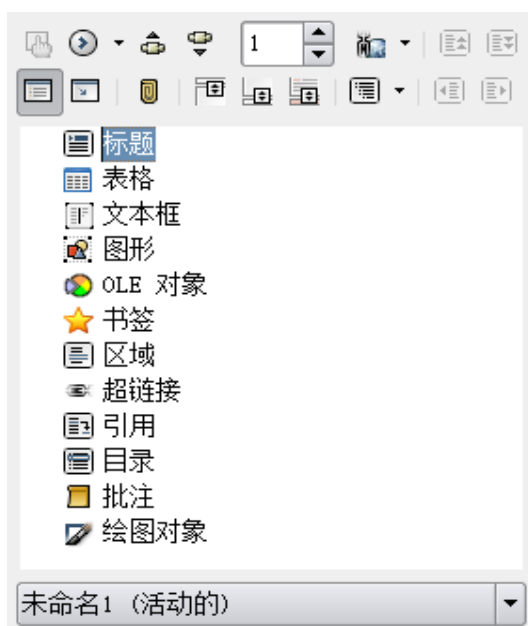 1
标题
表格
文本框
图形
OLE 对象
书签
区域
超链接
引用
目录
批注
绘图对象
未命名1 (活动的)